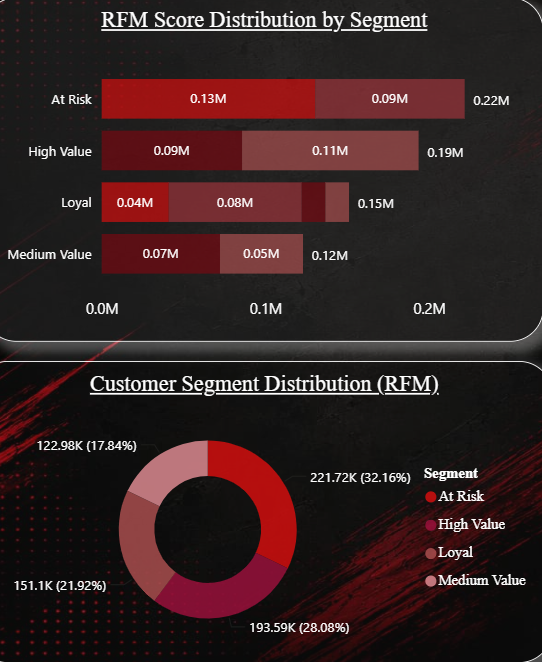 RFM Score Distribution by Segment
At Risk 0.13M 0.09M 0.22M
High Value 0.09M 0.11M 0.19M
Loyal 0.04M 0.08M 0.15M
Medium Value 0.07M 0.05M 0.12M
0.0M 0.1M 0.2M
Customer Segment Distribution (RFM)
122.98K (17.84%)
221.72K (32.16%)
151.1K (21.92%)
193.59K (28.08%)
Segment
At Risk
High Value
Loyal
Medium Value